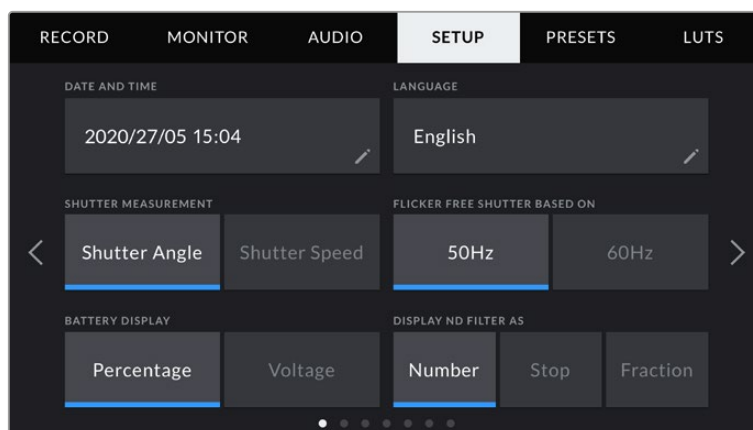 RECORD MONITOR AUDIO SETUP PRESETS LUTS
DATE AND TIME LANGUAGE
2020/27/05 15:04 English
SHUTTER MEASUREMENT FLICKER FREE SHUTTER BASED ON
Shutter Angle Shutter Speed 50Hz 60Hz
BATTERY DISPLAY DISPLAY ND FILTER AS
Percentage Voltage Number Stop Fraction